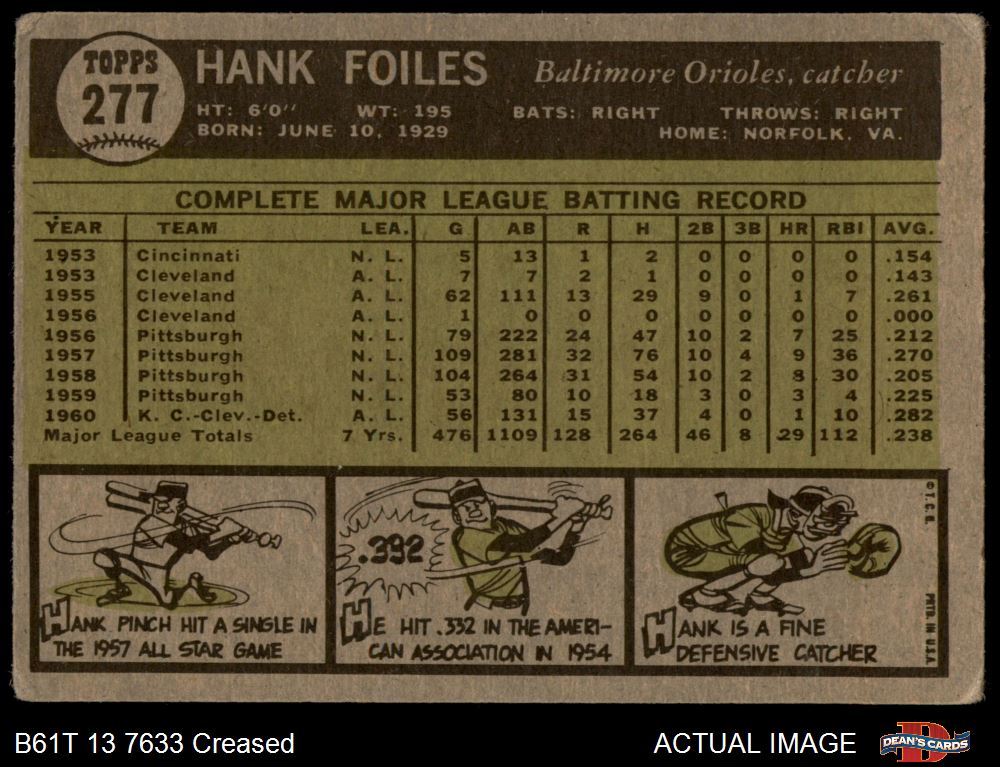 TOPPS
277
HANK FOILES
Baltimore Orioles, catcher
HT: 6'0" WT: 195 BATS: RIGHT THROWS: RIGHT
BORN: JUNE 10, 1929 HOME: NORFOLK, VA.
COMPLETE MAJOR LEAGUE BATTING RECORD
YEAR TEAM LEA. G AB R H 2B 3B HR RBI AVG.
1953 Cincinnati N. L. 5 13 1 2 0 0 0 0 .154
1953 Cleveland A. L. 7 7 2 1 0 0 0 0 .143
1955 Cleveland A. L. 62 111 13 29 9 0 1 7 .261
1956 Cleveland A. L. 1 0 0 0 0 0 0 0 .000
1956 Pittsburgh N. L. 79 222 24 47 10 2 7 25 .212
1957 Pittsburgh N. L. 109 281 32 76 10 4 9 36 .270
1958 Pittsburgh N. L. 104 264 31 54 10 2 8 30 .205
1959 Pittsburgh N. L. 53 80 10 18 3 0 3 4 .225
1960 K. C.-Clev.-Det. A. L. 56 131 15 37 4 0 1 10 .282
Major League Totals 7 Yrs. 476 1109 128 264 46 8 29 112 .238
HANK PINCH HIT A SINGLE IN
THE 1957 ALL STAR GAME
.392
HE HIT .332 IN THE AMERI-
CAN ASSOCIATION IN 1954
HANK IS A FINE
DEFENSIVE CATCHER
© T.C.G.
PRTD. IN U.S.A.
B61T 13 7633 Creased
ACTUAL IMAGE
DEAN'S CARDS